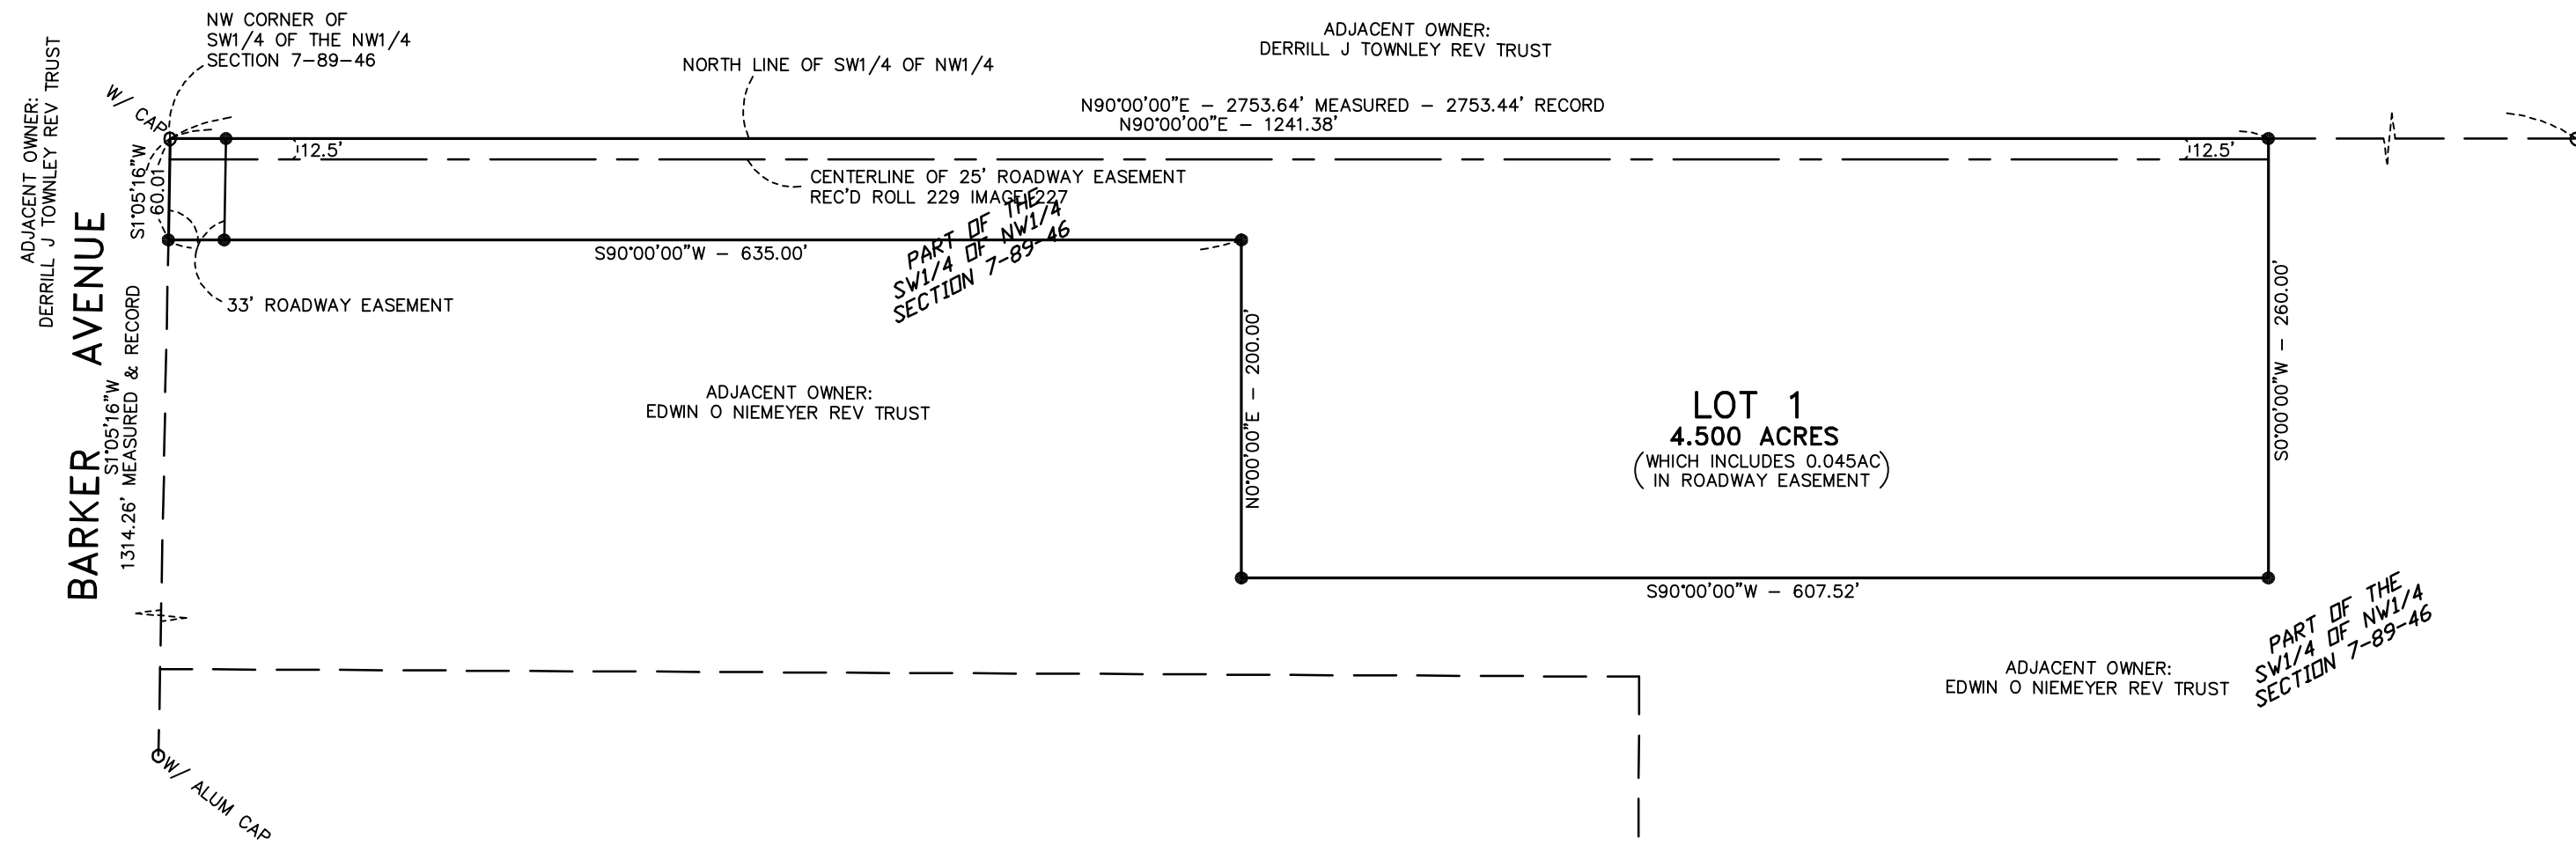 NW CORNER OF
SW1/4 OF THE NW1/4
SECTION 7-89-46
ADJACENT OWNER:
DERRILL J TOWNLEY REV TRUST
NORTH LINE OF SW1/4 OF NW1/4
ADJACENT OWNER:
DERRILL J TOWNLEY REV TRUST
W/ CAP
N90°00'00"E - 2753.64' MEASURED - 2753.44' RECORD
N90°00'00"E - 1241.38'
12.5'
12.5'
S1°05'16"W
60.01'
CENTERLINE OF 25' ROADWAY EASEMENT
REC'D ROLL 229 IMAGE 227
PART OF THE
SW1/4 OF NW1/4
SECTION 7-89-46
S90°00'00"W - 635.00'
33' ROADWAY EASEMENT
BARKER AVENUE
S1°05'16"W
1314.26' MEASURED & RECORD
ADJACENT OWNER:
EDWIN O NIEMEYER REV TRUST
N0°00'00"E - 200.00'
LOT 1
4.500 ACRES
(WHICH INCLUDES 0.045AC
IN ROADWAY EASEMENT)
S0°00'00"W - 260.00'
S90°00'00"W - 607.52'
PART OF THE
SW1/4 OF NW1/4
SECTION 7-89-46
ADJACENT OWNER:
EDWIN O NIEMEYER REV TRUST
W/ ALUM CAP